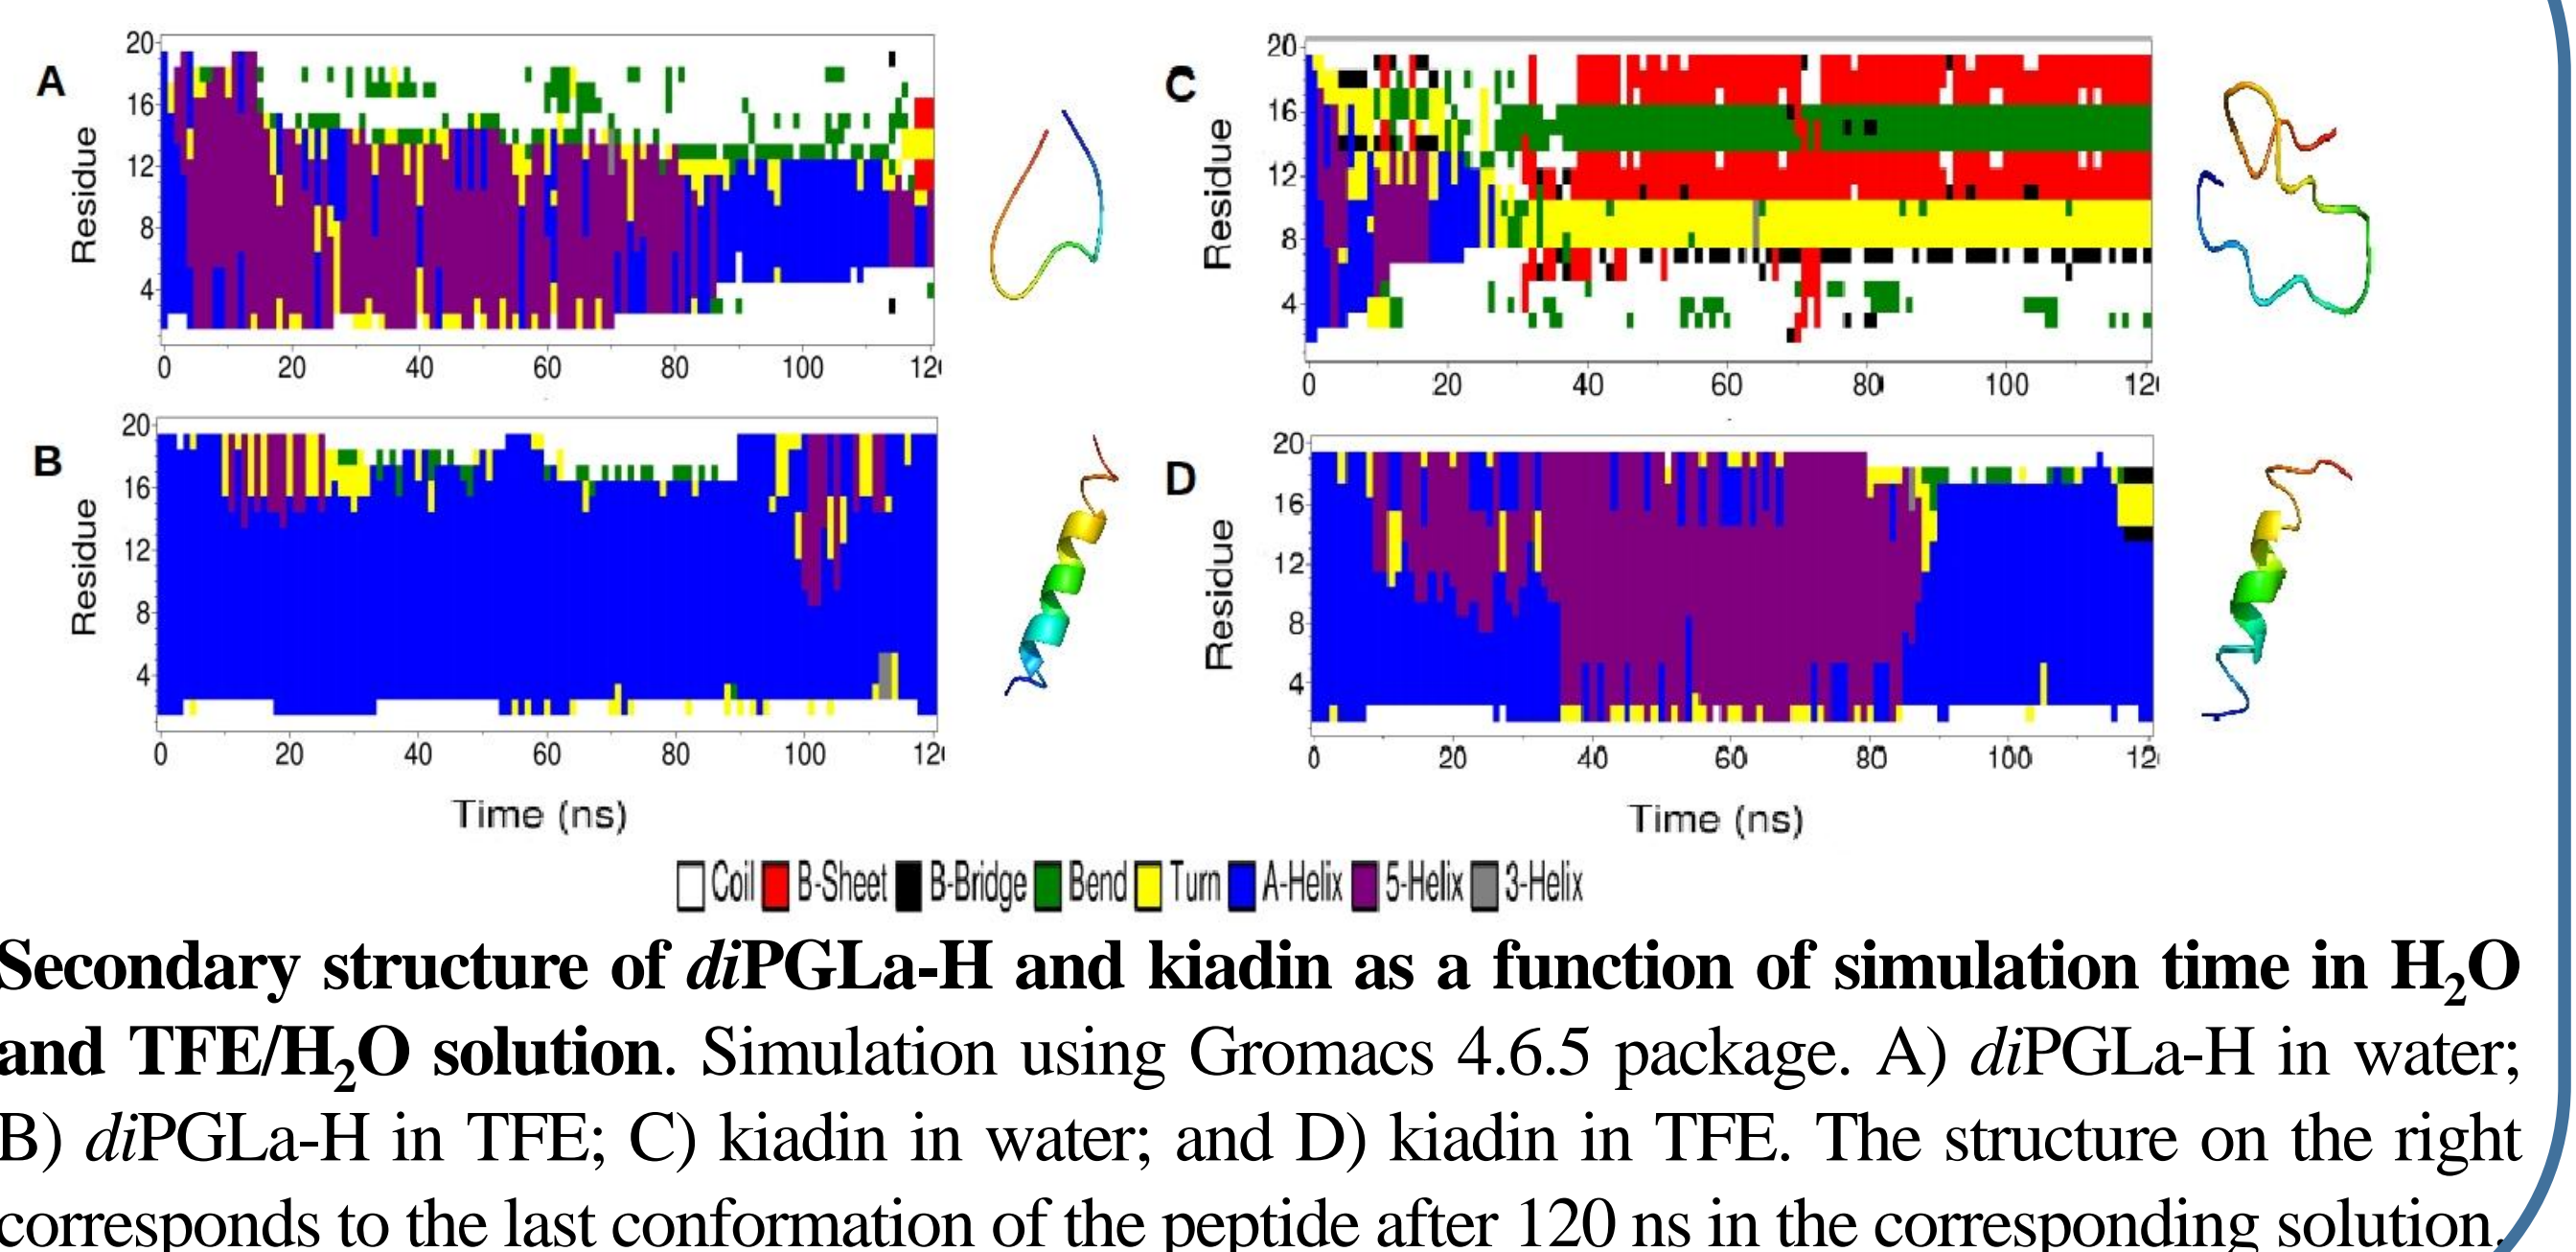 A
Residue
20
16
12
8
4
0 20 40 60 80 100 12
C
Residue
20
16
12
8
4
0 20 40 60 80 100 12
B
Residue
20
16
12
8
4
0 20 40 60 80 100 12
Time (ns)
D
Residue
20
16
12
8
4
0 20 40 60 80 100 12
Time (ns)
Coil B-Sheet B-Bridge Bend Turn A-Helix 5-Helix 3-Helix
Secondary structure of diPGLa-H and kiadin as a function of simulation time in H₂O
and TFE/H₂O solution. Simulation using Gromacs 4.6.5 package. A) diPGLa-H in water;
B) diPGLa-H in TFE; C) kiadin in water; and D) kiadin in TFE. The structure on the right
corresponds to the last conformation of the peptide after 120 ns in the corresponding solution.